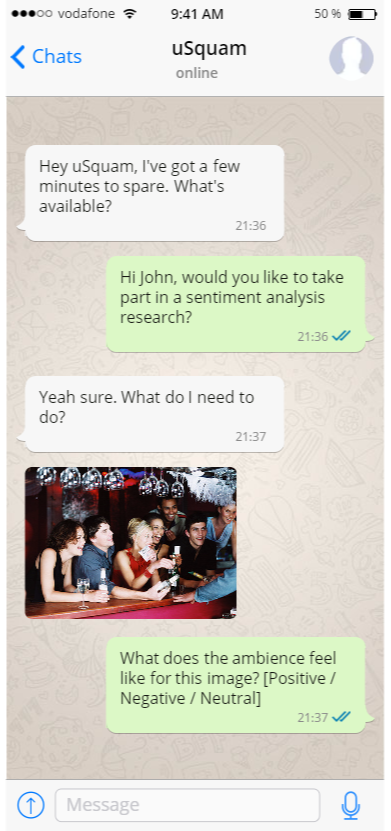 vodafone 9:41 AM 50 %
Chats
uSquam
online
Hey uSquam, I've got a few
minutes to spare. What's
available?
21:36
Hi John, would you like to take
part in a sentiment analysis
research?
21:36
Yeah sure. What do I need to
do?
21:37
What does the ambience feel
like for this image? [Positive /
Negative / Neutral]
21:37
Message